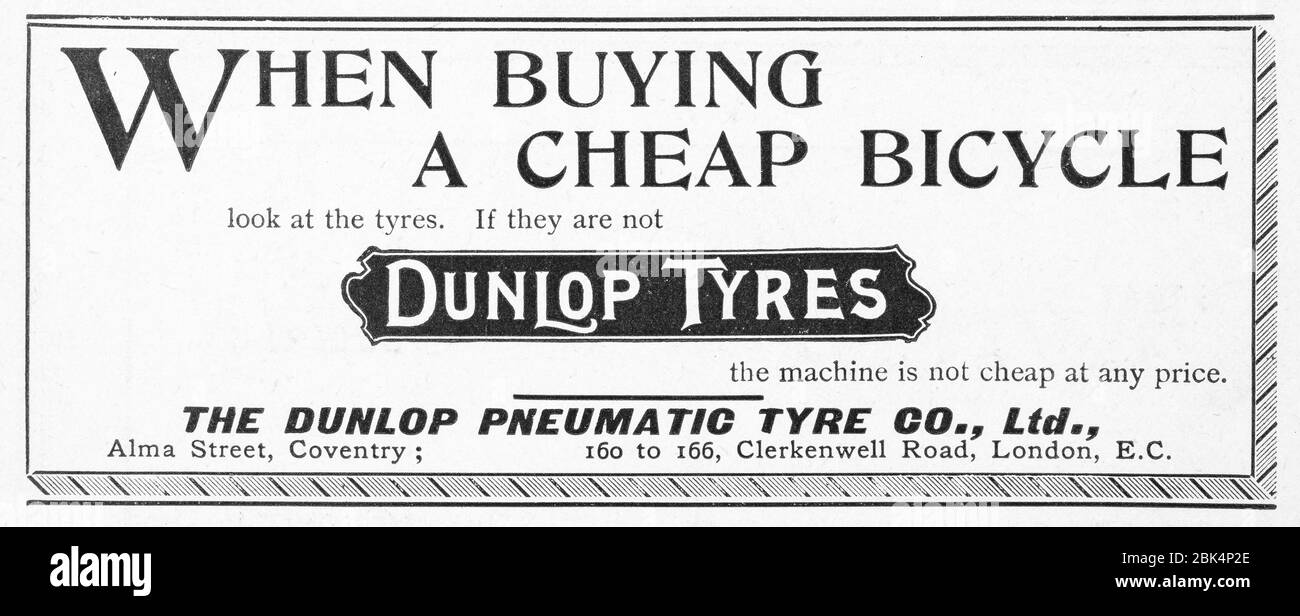 WHEN BUYING
A CHEAP BICYCLE
look at the tyres. If they are not
DUNLOP TYRES
the machine is not cheap at any price.
THE DUNLOP PNEUMATIC TYRE CO., Ltd.,
Alma Street, Coventry; 160 to 166, Clerkenwell Road, London, E.C.
alamy
Image ID: 2BK4P2E
www.alamy.com